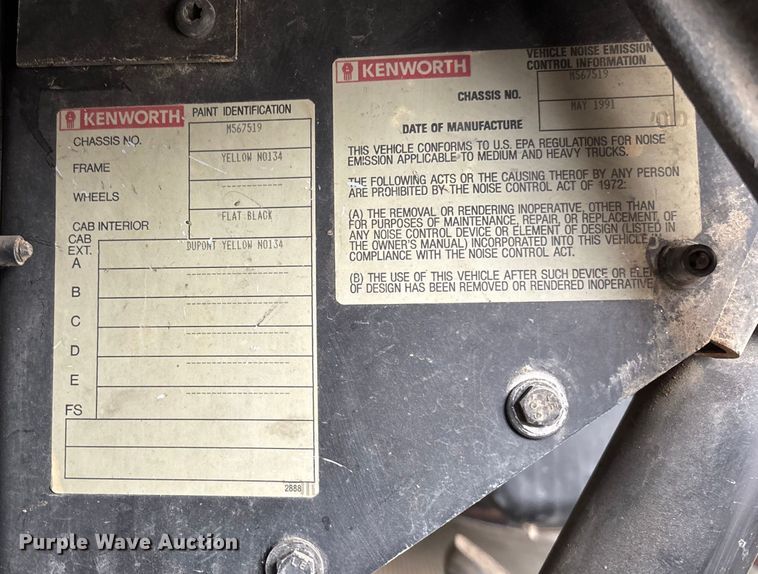 KENWORTH
PAINT IDENTIFICATION
CHASSIS NO.
M567519
FRAME
YELLOW N0134
WHEELS
------------
CAB INTERIOR
FLAT BLACK
CAB
EXT.
DUPONT YELLOW N0134
A
------------
B
------------
C
------------
D
------------
E
------------
FS
2888
KENWORTH
VEHICLE NOISE EMISSION
CONTROL INFORMATION
CHASSIS NO.
M567519
DATE OF MANUFACTURE
MAY 1991
THIS VEHICLE CONFORMS TO U.S. EPA REGULATIONS FOR NOISE
EMISSION APPLICABLE TO MEDIUM AND HEAVY TRUCKS.
THE FOLLOWING ACTS OR THE CAUSING THEROF BY ANY PERSON
ARE PROHIBITED BY THE NOISE CONTROL ACT OF 1972:
(A) THE REMOVAL OR RENDERING INOPERATIVE, OTHER THAN
FOR PURPOSES OF MAINTENANCE, REPAIR, OR REPLACEMENT, OF
ANY NOISE CONTROL DEVICE OR ELEMENT OF DESIGN (LISTED IN
THE OWNER'S MANUAL) INCORPORATED INTO THIS VEHICLE
COMPLIANCE WITH THE NOISE CONTROL ACT.
(B) THE USE OF THIS VEHICLE AFTER SUCH DEVICE OR
OF DESIGN HAS BEEN REMOVED OR RENDERED INOPERATIVE
Purple Wave Auction